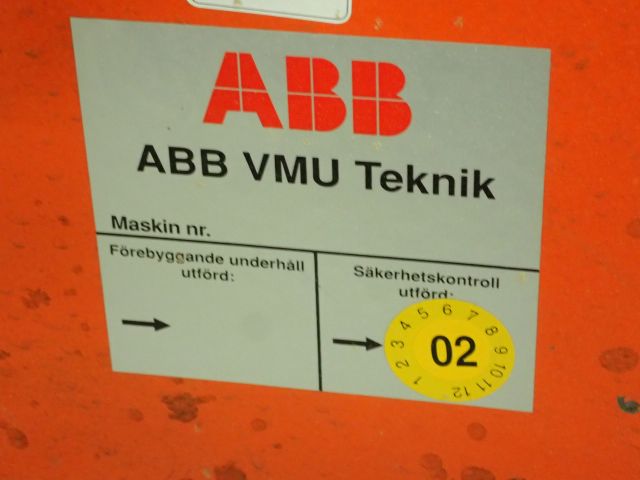 ABB
ABB VMU Teknik
Maskin nr.
Förebyggande underhåll
utförd:
Säkerhetskontroll
utförd:
1 2 3 4 5 6 7 8 9 10 11 12
02